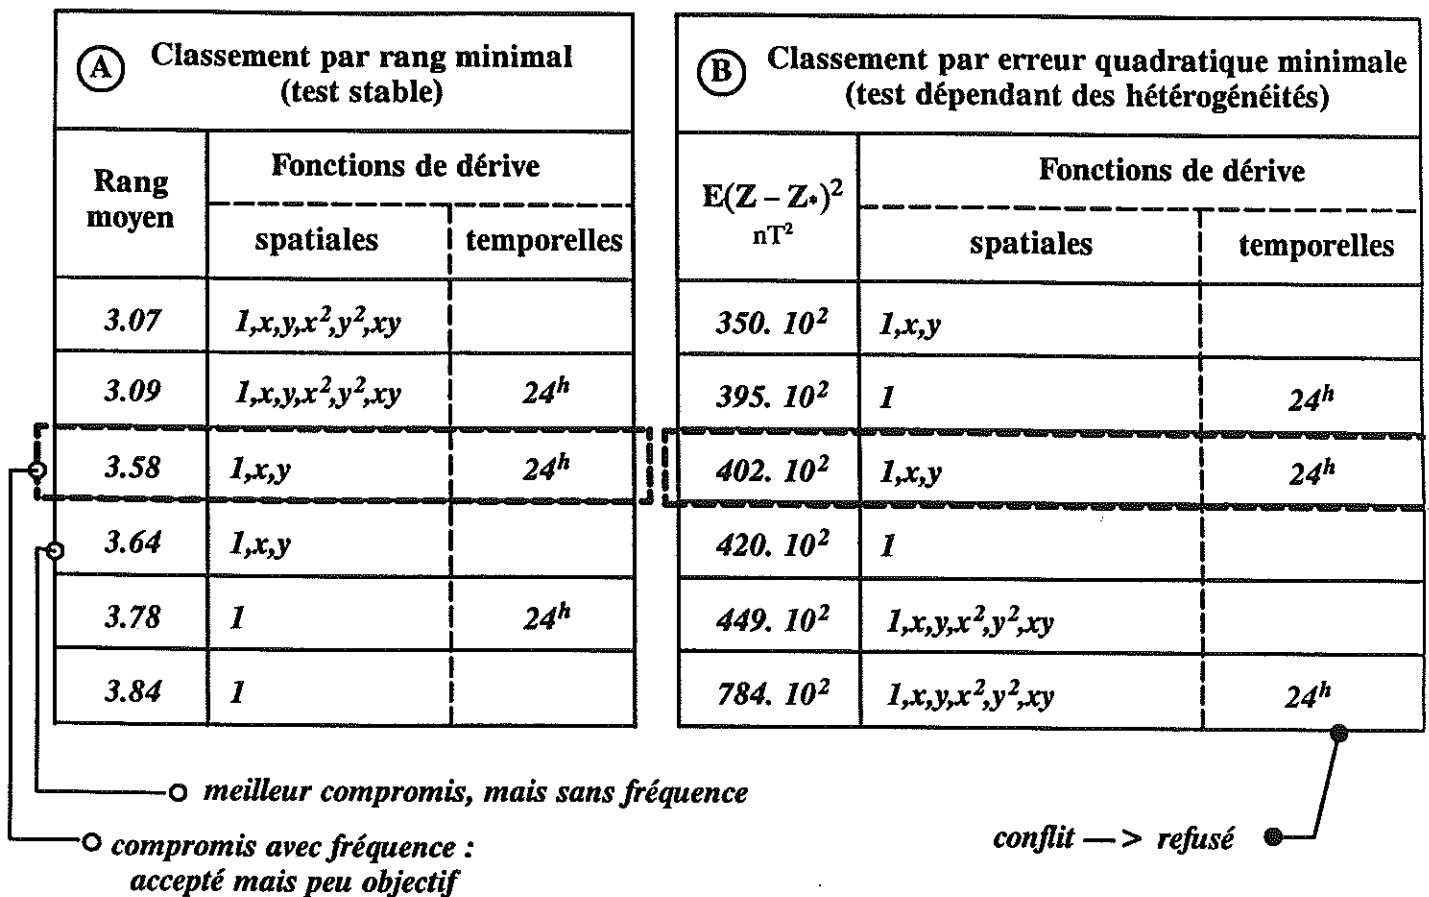 A Classement par rang minimal
(test stable)
Rang moyen | Fonctions de dérive
spatiales | temporelles
3.07 | 1,x,y,x²,y²,xy
3.09 | 1,x,y,x²,y²,xy | 24ʰ
3.58 | 1,x,y | 24ʰ
3.64 | 1,x,y
3.78 | 1 | 24ʰ
3.84 | 1
B Classement par erreur quadratique minimale
(test dépendant des hétérogénéités)
E(Z – Z*)² nT² | Fonctions de dérive
spatiales | temporelles
350. 10² | 1,x,y
395. 10² | 1 | 24ʰ
402. 10² | 1,x,y | 24ʰ
420. 10² | 1
449. 10² | 1,x,y,x²,y²,xy
784. 10² | 1,x,y,x²,y²,xy | 24ʰ
meilleur compromis, mais sans fréquence
compromis avec fréquence :
accepté mais peu objectif
conflit —> refusé